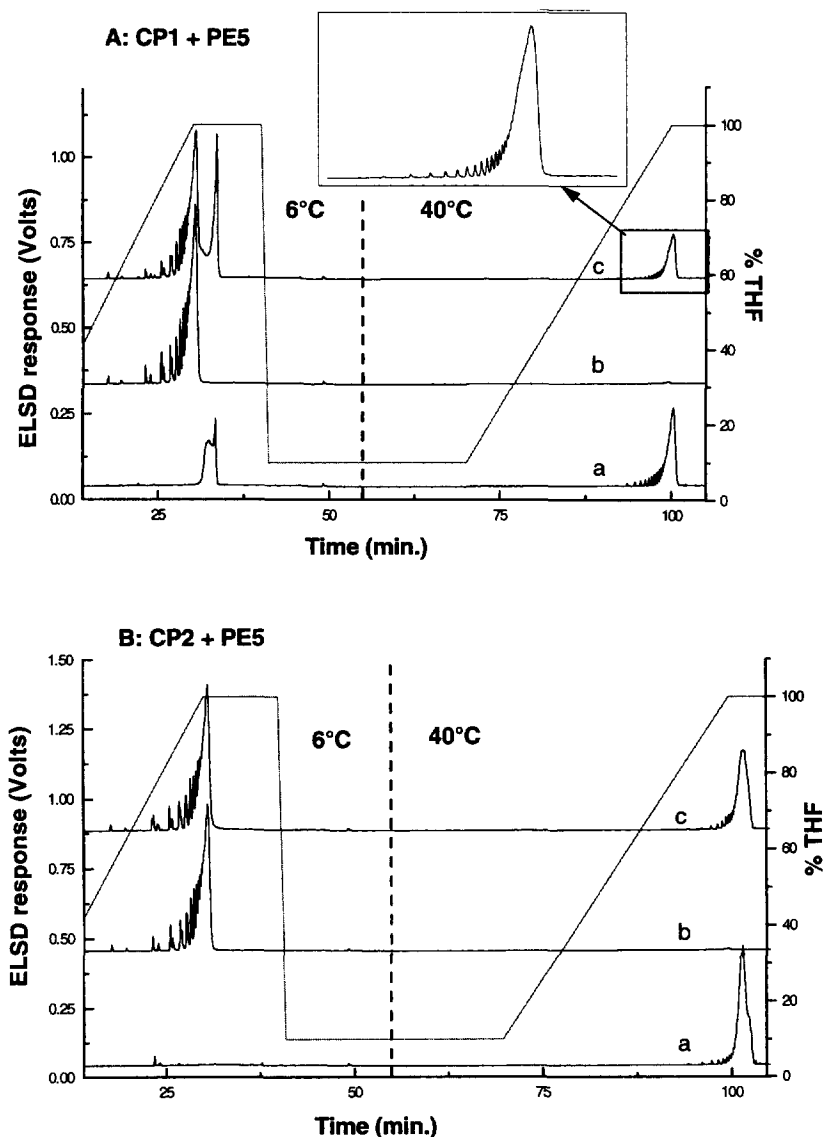 A: CP1 + PE5
ELSD response (Volts)
1.00
0.75
0.50
0.25
0.00
6°C
40°C
c
b
a
100
80
60
40
20
0
% THF
25
50
75
100
Time (min.)
B: CP2 + PE5
ELSD response (Volts)
1.50
1.25
1.00
0.75
0.50
0.25
0.00
6°C
40°C
c
b
a
100
80
60
40
20
0
% THF
25
50
75
100
Time (min.)